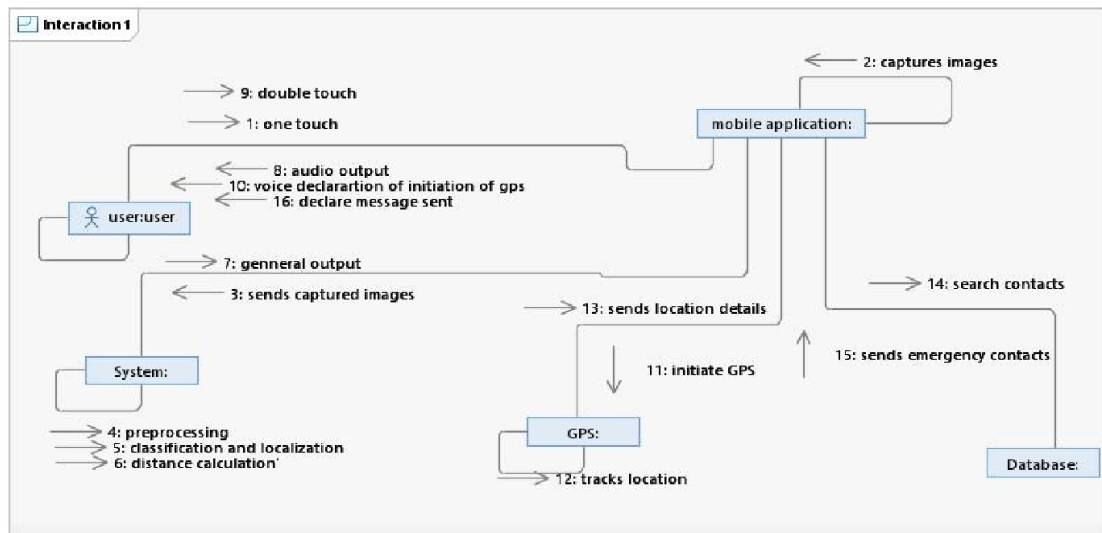 Interaction1
2: captures images
9: double touch
mobile application:
1: one touch
8: audio output
10: voice declarartion of initiation of gps
16: declare message sent
user:user
7: genneral output
14: search contacts
3: sends captured images
13: sends location details
15: sends emergency contacts
11: initiate GPS
System:
4: preprocessing
GPS:
5: classification and localization
6: distance calculation'
Database:
12: tracks location